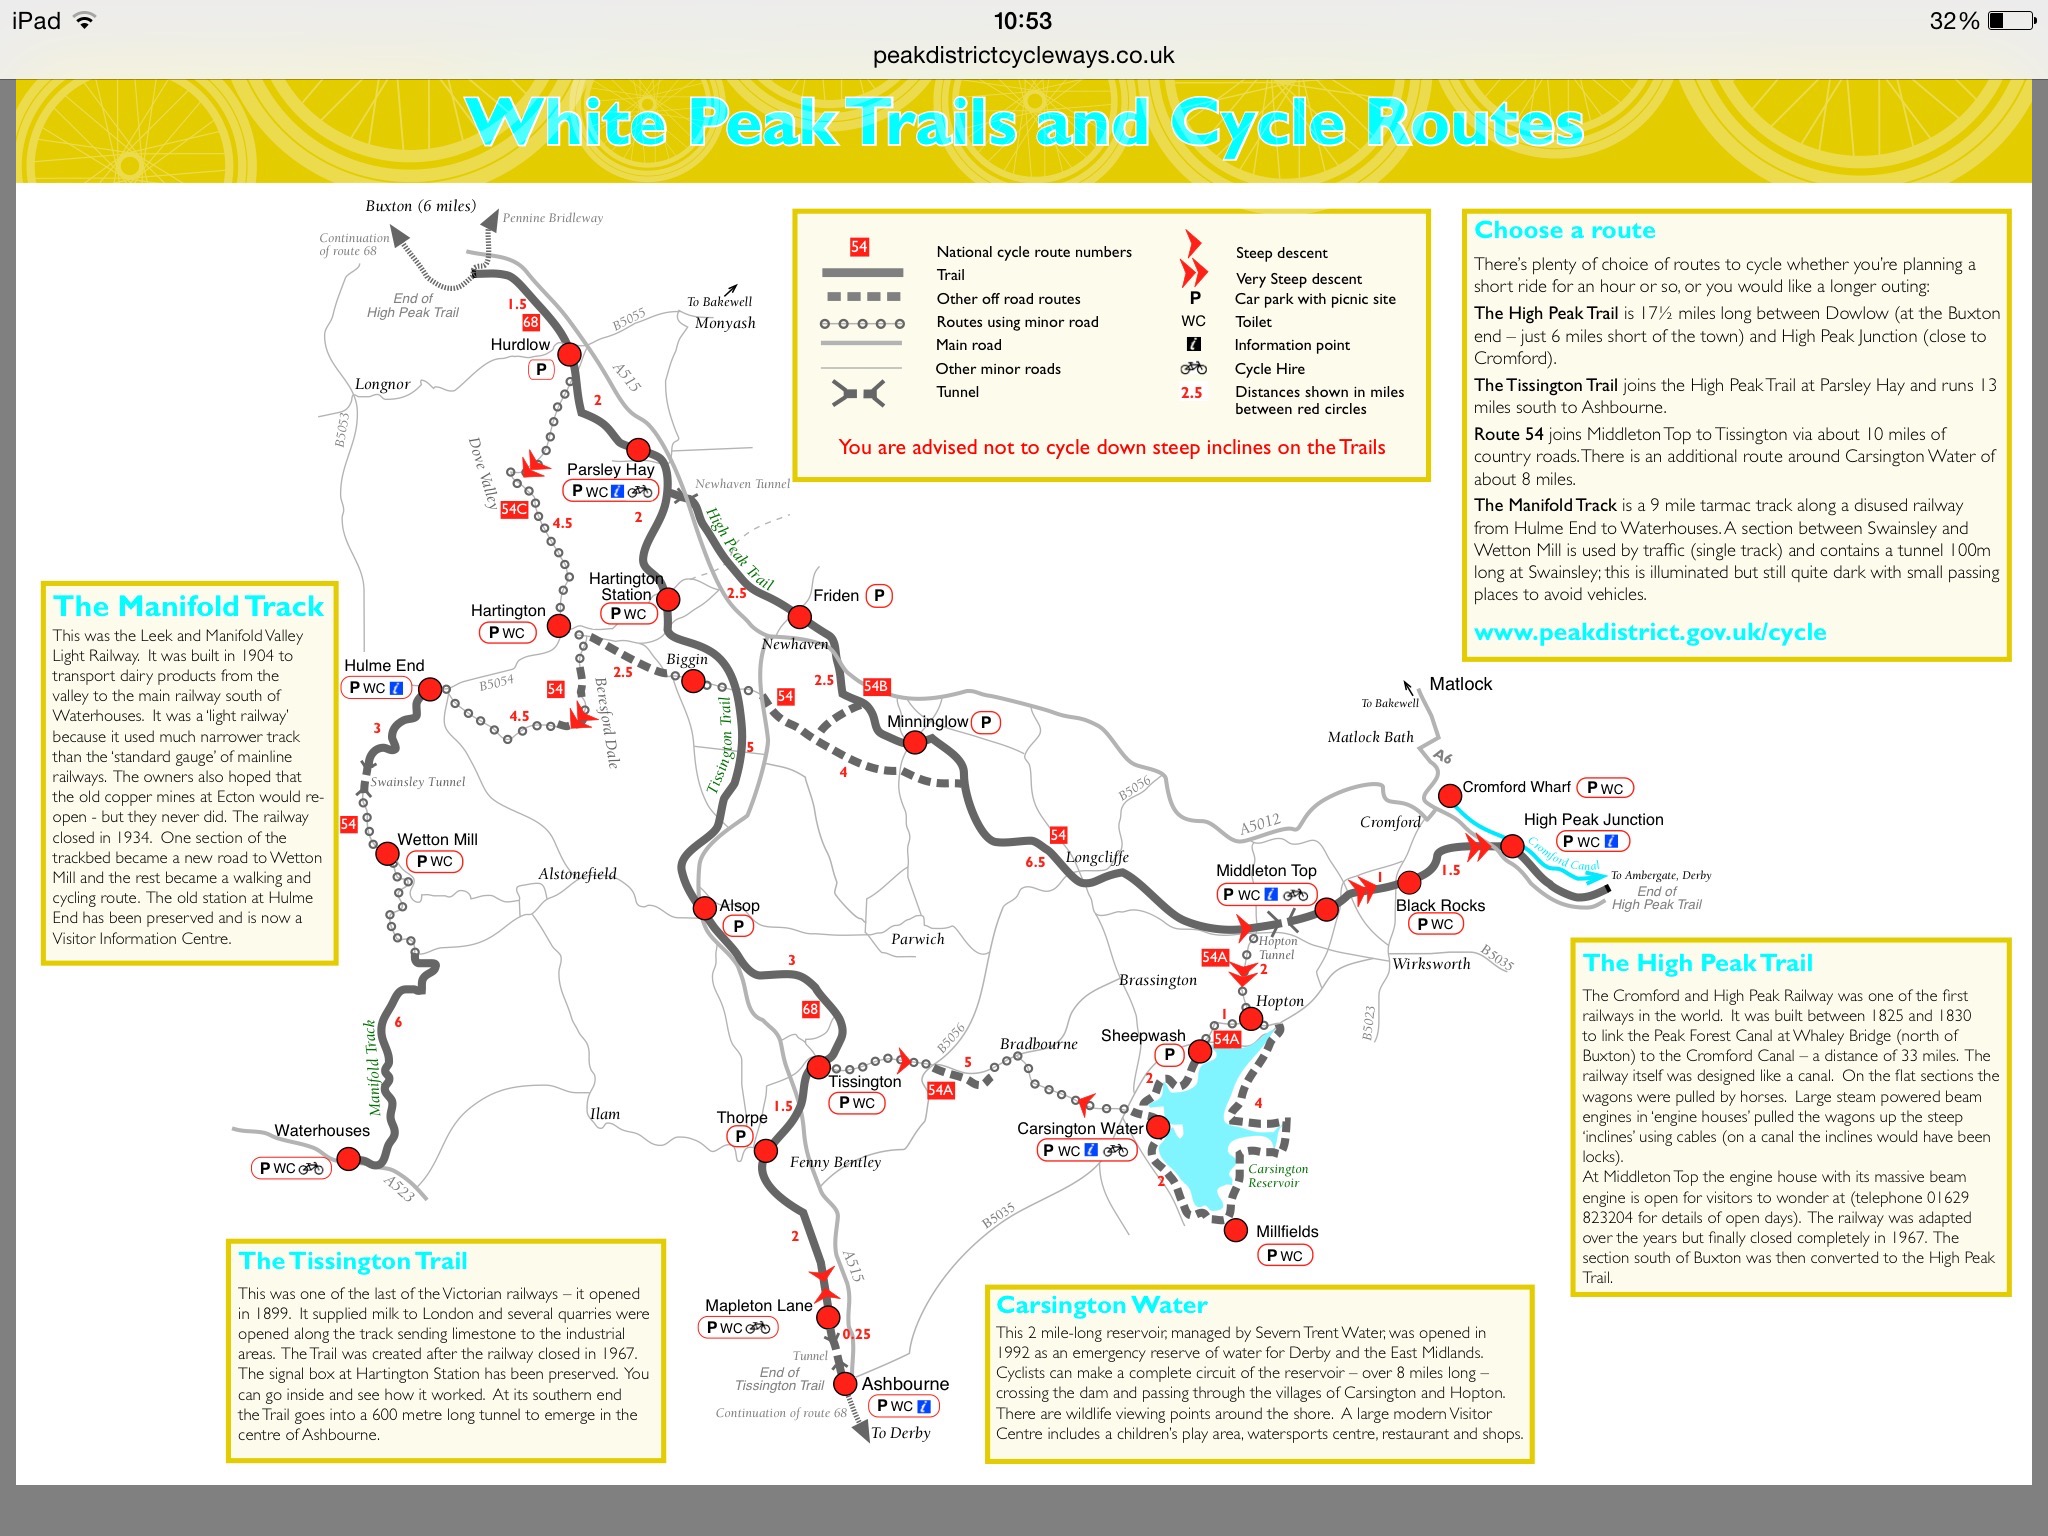 iPad
10:53
32%
peakdistrictcycleways.co.uk
White Peak Trails and Cycle Routes
Buxton (6 miles)
Pennine Bridleway
Continuation
of route 68
End of
High Peak Trail
1.5
68
Hurdlow
P
B5055
To Bakewell
Monyash
A515
Longnor
B5053
2
Dove Valley
Parsley Hay
P WC i
Newhaven Tunnel
54C
4.5
2
High Peak Trail
2.5
Hartington
Station
P WC
Friden P
Hartington
P WC
Newhaven
Hulme End
P WC i
B5054
54
4.5
Beresford Dale
2.5
Biggin
54
2.5
54B
Minninglow P
Tissington Trail
5
4
3
Swainsley Tunnel
54
Wetton Mill
P WC
Alstonefield
6
Manifold Track
Waterhouses
P WC
A523
Alsop
P
3
68
Parwich
Ilam
Tissington
P WC
1.5
Thorpe
P
Fenny Bentley
2
A515
Mapleton Lane
P WC
0.25
Tunnel
End of
Tissington Trail
Ashbourne
P WC i
Continuation of route 68
To Derby
54
6.5
Longcliffe
B5056
A5012
Middleton Top
P WC i
Hopton
Tunnel
54A
2
Brassington
Hopton
1
54A
Sheepwash
P
2
B5056
Bradbourne
5
54A
Carsington Water
P WC i
4
2
Carsington
Reservoir
Millfields
P WC
B5035
Matlock
To Bakewell
Matlock Bath
A6
Cromford Wharf P WC
Cromford
High Peak Junction
P WC i
Cromford Canal
To Ambergate, Derby
End of
High Peak Trail
1
1.5
Black Rocks
P WC
Wirksworth
B5035
B5023
54
National cycle route numbers
Trail
Other off road routes
Routes using minor road
Main road
Other minor roads
Tunnel
Steep descent
Very Steep descent
P
Car park with picnic site
WC
Toilet
i
Information point
Cycle Hire
2.5
Distances shown in miles
between red circles
You are advised not to cycle down steep inclines on the Trails
Choose a route
There's plenty of choice of routes to cycle whether you're planning a
short ride for an hour or so, or you would like a longer outing:
The High Peak Trail is 17½ miles long between Dowlow (at the Buxton
end – just 6 miles short of the town) and High Peak Junction (close to
Cromford).
The Tissington Trail joins the High Peak Trail at Parsley Hay and runs 13
miles south to Ashbourne.
Route 54 joins Middleton Top to Tissington via about 10 miles of
country roads. There is an additional route around Carsington Water of
about 8 miles.
The Manifold Track is a 9 mile tarmac track along a disused railway
from Hulme End to Waterhouses. A section between Swainsley and
Wetton Mill is used by traffic (single track) and contains a tunnel 100m
long at Swainsley; this is illuminated but still quite dark with small passing
places to avoid vehicles.
www.peakdistrict.gov.uk/cycle
The Manifold Track
This was the Leek and Manifold Valley
Light Railway. It was built in 1904 to
transport dairy products from the
valley to the main railway south of
Waterhouses. It was a 'light railway'
because it used much narrower track
than the 'standard gauge' of mainline
railways. The owners also hoped that
the old copper mines at Ecton would re-
open - but they never did. The railway
closed in 1934. One section of the
trackbed became a new road to Wetton
Mill and the rest became a walking and
cycling route. The old station at Hulme
End has been preserved and is now a
Visitor Information Centre.
The Tissington Trail
This was one of the last of the Victorian railways – it opened
in 1899. It supplied milk to London and several quarries were
opened along the track sending limestone to the industrial
areas. The Trail was created after the railway closed in 1967.
The signal box at Hartington Station has been preserved. You
can go inside and see how it worked. At its southern end
the Trail goes into a 600 metre long tunnel to emerge in the
centre of Ashbourne.
Carsington Water
This 2 mile-long reservoir, managed by Severn Trent Water, was opened in
1992 as an emergency reserve of water for Derby and the East Midlands.
Cyclists can make a complete circuit of the reservoir – over 8 miles long –
crossing the dam and passing through the villages of Carsington and Hopton.
There are wildlife viewing points around the shore. A large modern Visitor
Centre includes a children's play area, watersports centre, restaurant and shops.
The High Peak Trail
The Cromford and High Peak Railway was one of the first
railways in the world. It was built between 1825 and 1830
to link the Peak Forest Canal at Whaley Bridge (north of
Buxton) to the Cromford Canal – a distance of 33 miles. The
railway itself was designed like a canal. On the flat sections the
wagons were pulled by horses. Large steam powered beam
engines in 'engine houses' pulled the wagons up the steep
'inclines' using cables (on a canal the inclines would have been
locks).
At Middleton Top the engine house with its massive beam
engine is open for visitors to wonder at (telephone 01629
823204 for details of open days). The railway was adapted
over the years but finally closed completely in 1967. The
section south of Buxton was then converted to the High Peak
Trail.